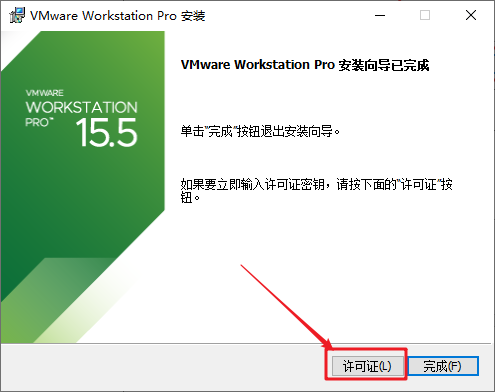 VMware Workstation Pro 安装
VMWARE
WORKSTATION
PRO™
15.5
VMware Workstation Pro 安装向导已完成
单击"完成"按钮退出安装向导。
如果要立即输入许可证密钥，请按下面的"许可证"按
钮。
许可证(L)
完成(F)